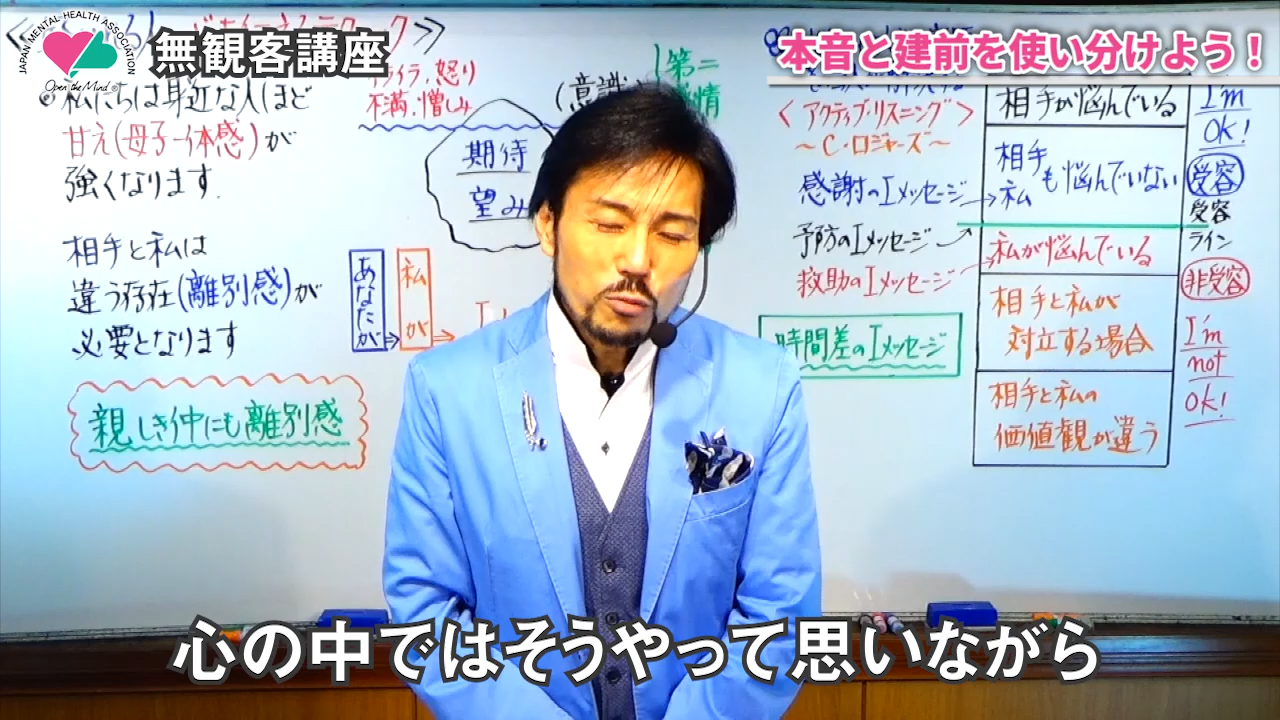 JAPAN MENTAL HEALTH ASSOCIATION
Open the Mind
無観客講座
本音と建前を使い分けよう！
私たちは身近な人ほど
甘え(母子一体感)が
強くなります.
相手と私は
違う存在(離別感)が
必要となります
親しき仲にも離別感
イライラ、怒り
不満、憎しみ
(意識)
第二
感情
期待
望み
あなたが
私が
<アクティブ・リスニング>
～C・ロジャーズ～
感謝のIメッセージ
予防のIメッセージ
救助のIメッセージ
時間差のIメッセージ
相手が悩んでいる
相手
私
も悩んでいない
私が悩んでいる
相手と私が
対立する場合
相手と私の
価値観が違う
I'm
OK!
受容
受容
ライン
非受容
I'm
not
OK!
心の中ではそうやって思いながら